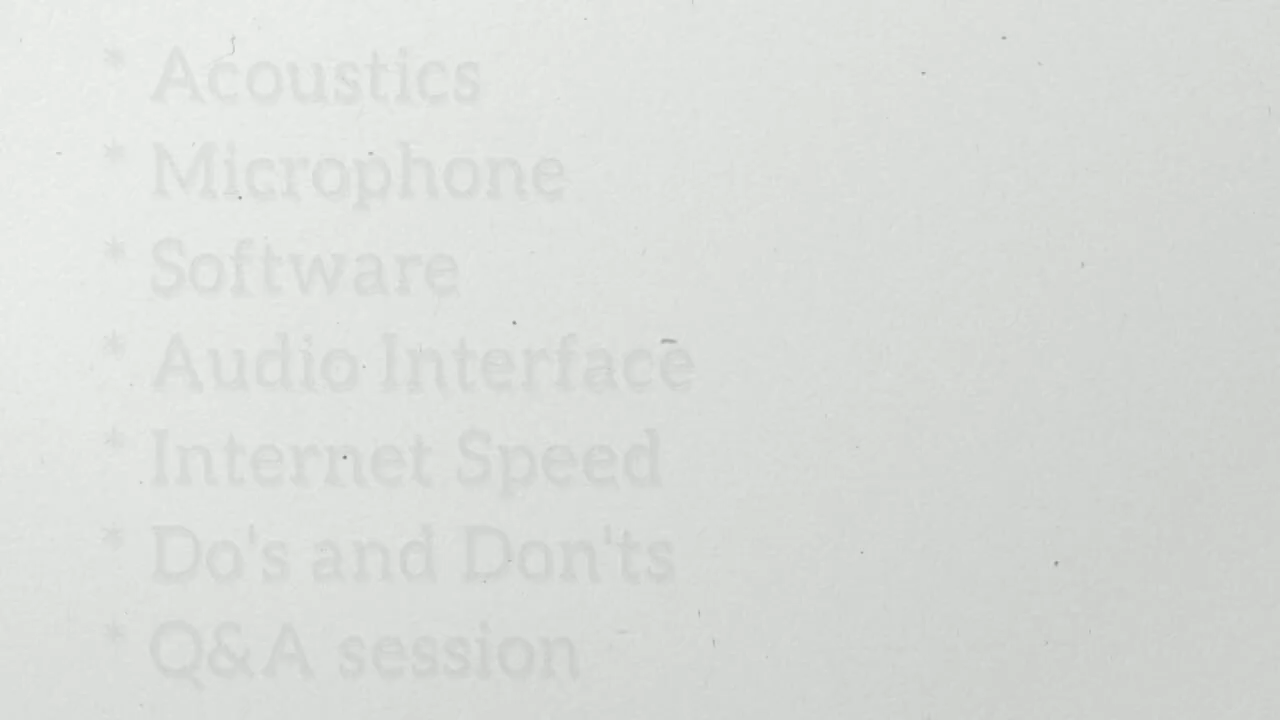 * Acoustics
* Microphone
* Software
* Audio Interface
* Internet Speed
* Do's and Don'ts
* Q&A session